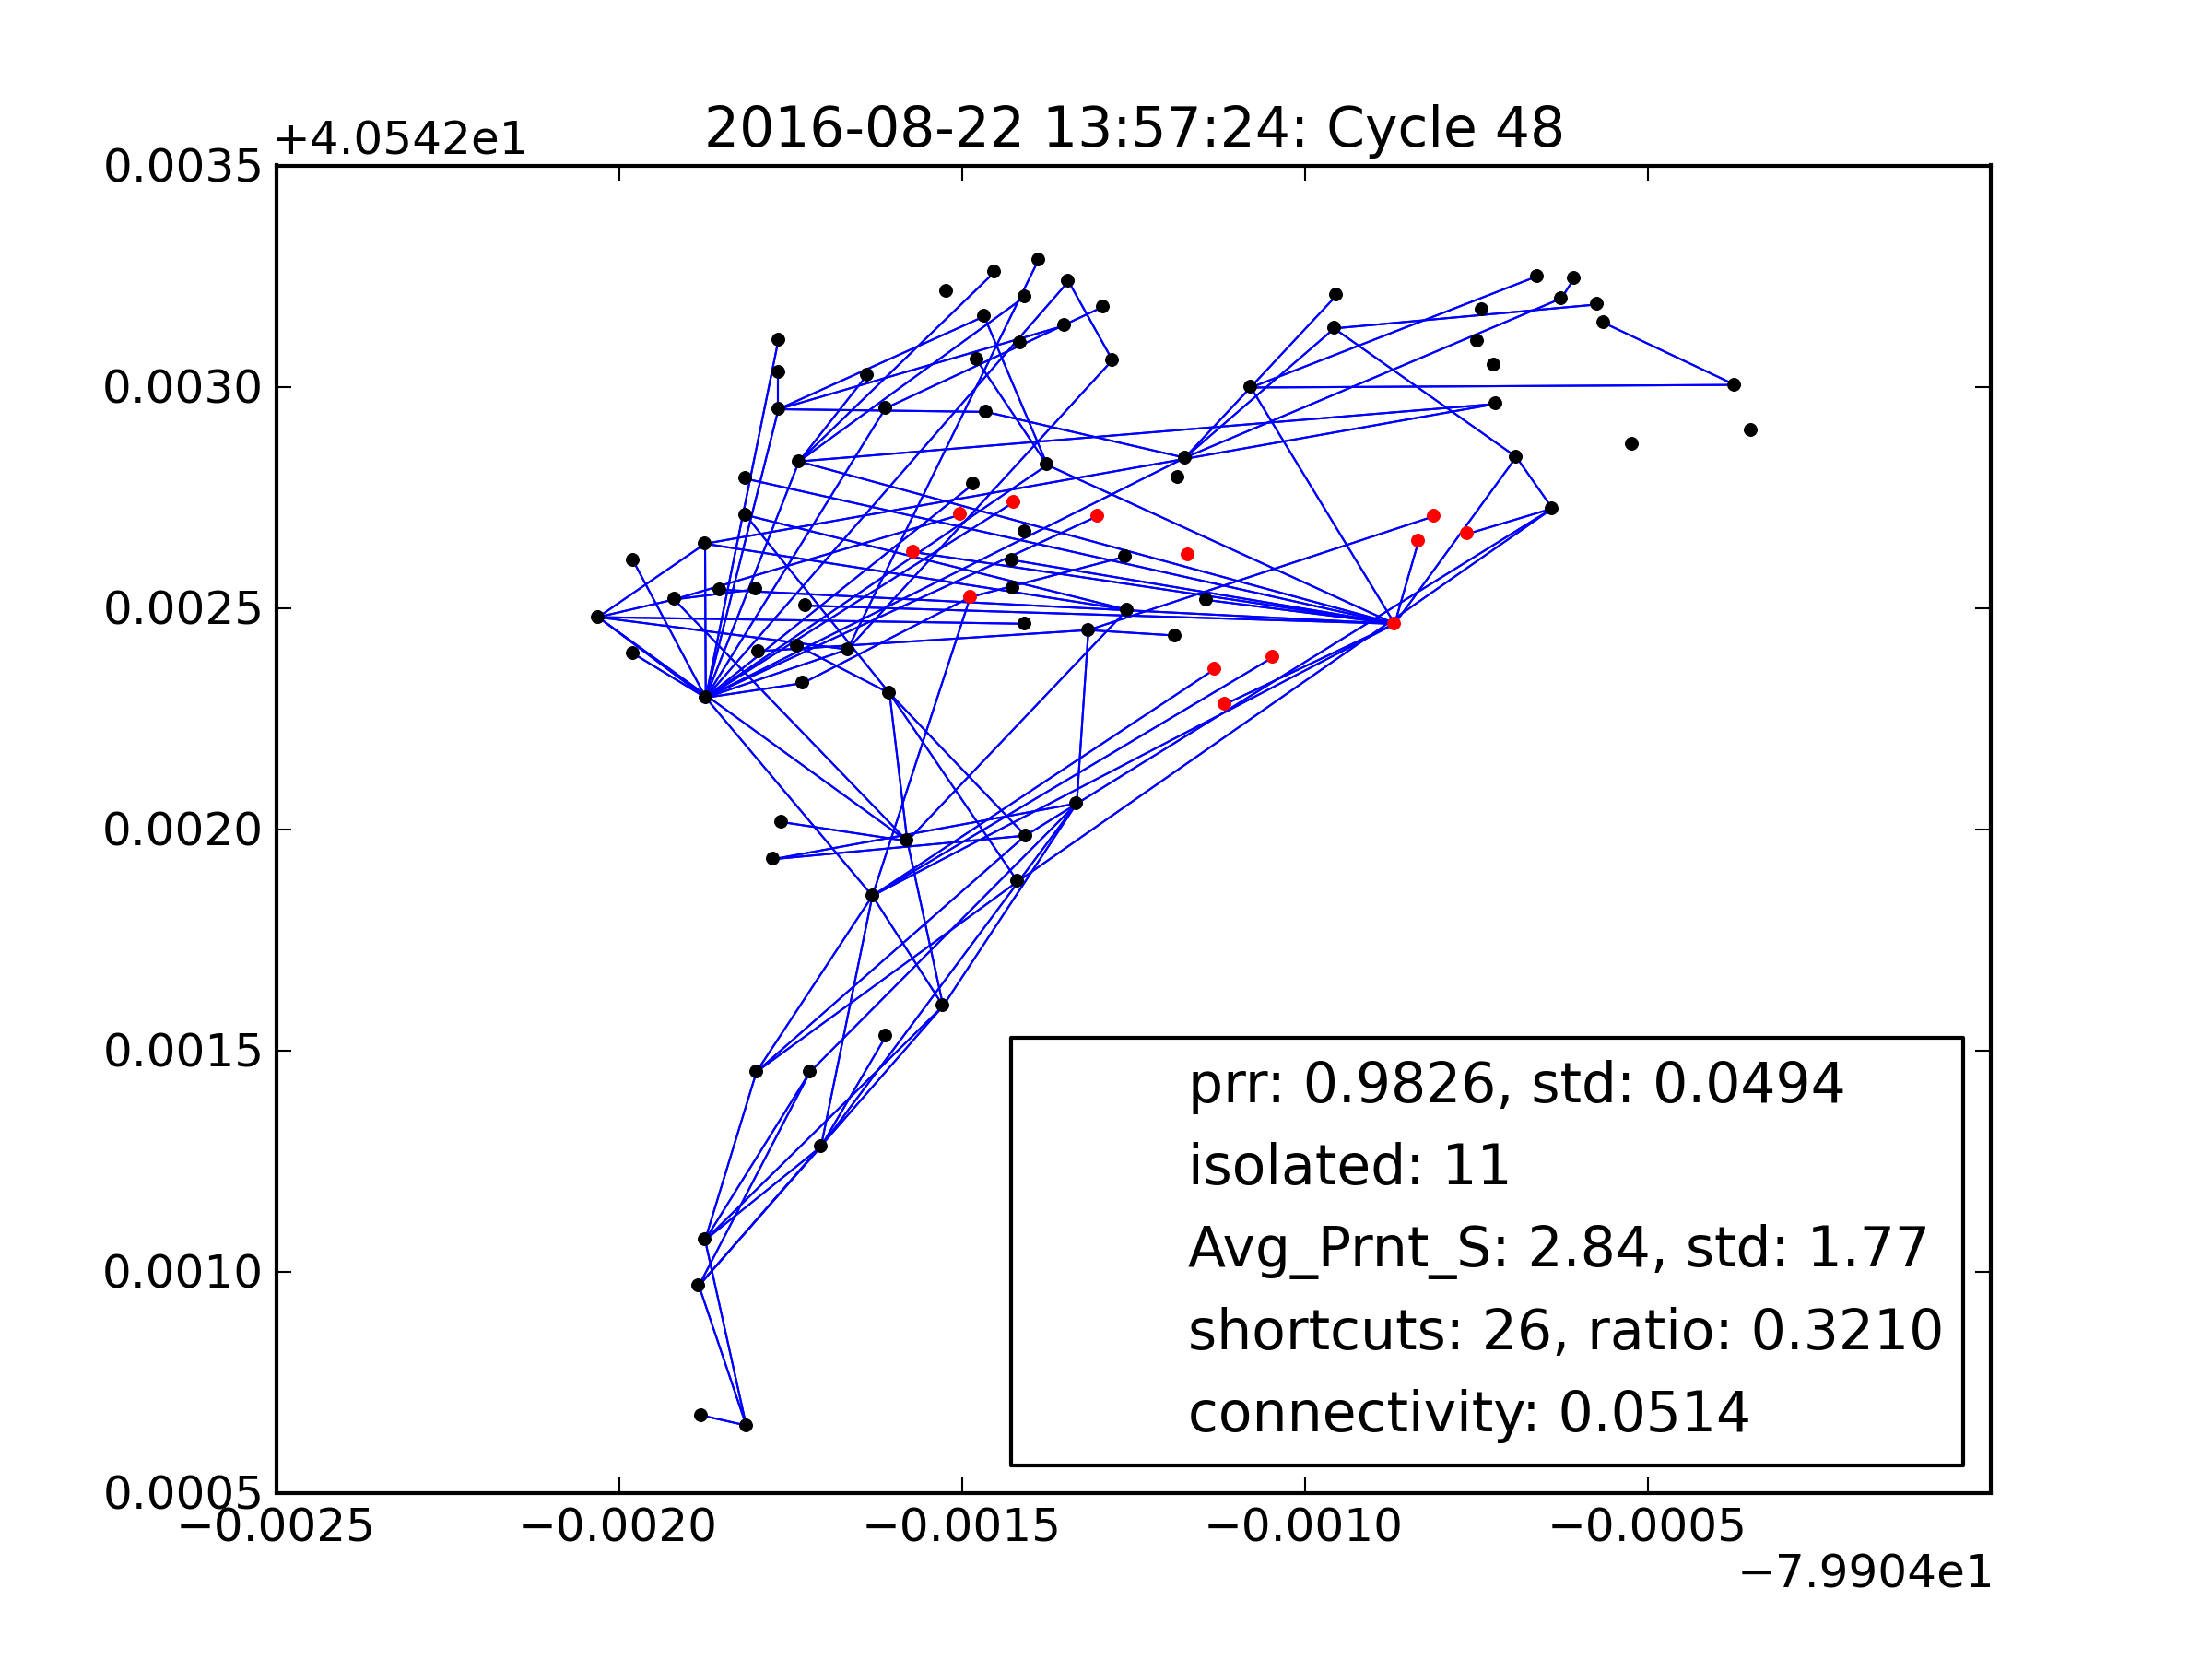 2016-08-22 13:57:24: Cycle 48
+4.0542e1
0.0035
0.0030
0.0025
0.0020
0.0015
0.0010
0.0005
prr: 0.9826, std: 0.0494
isolated: 11
Avg_Prnt_S: 2.84, std: 1.77
shortcuts: 26, ratio: 0.3210
connectivity: 0.0514
−0.0025 −0.0020 −0.0015 −0.0010 −0.0005
−7.9904e1